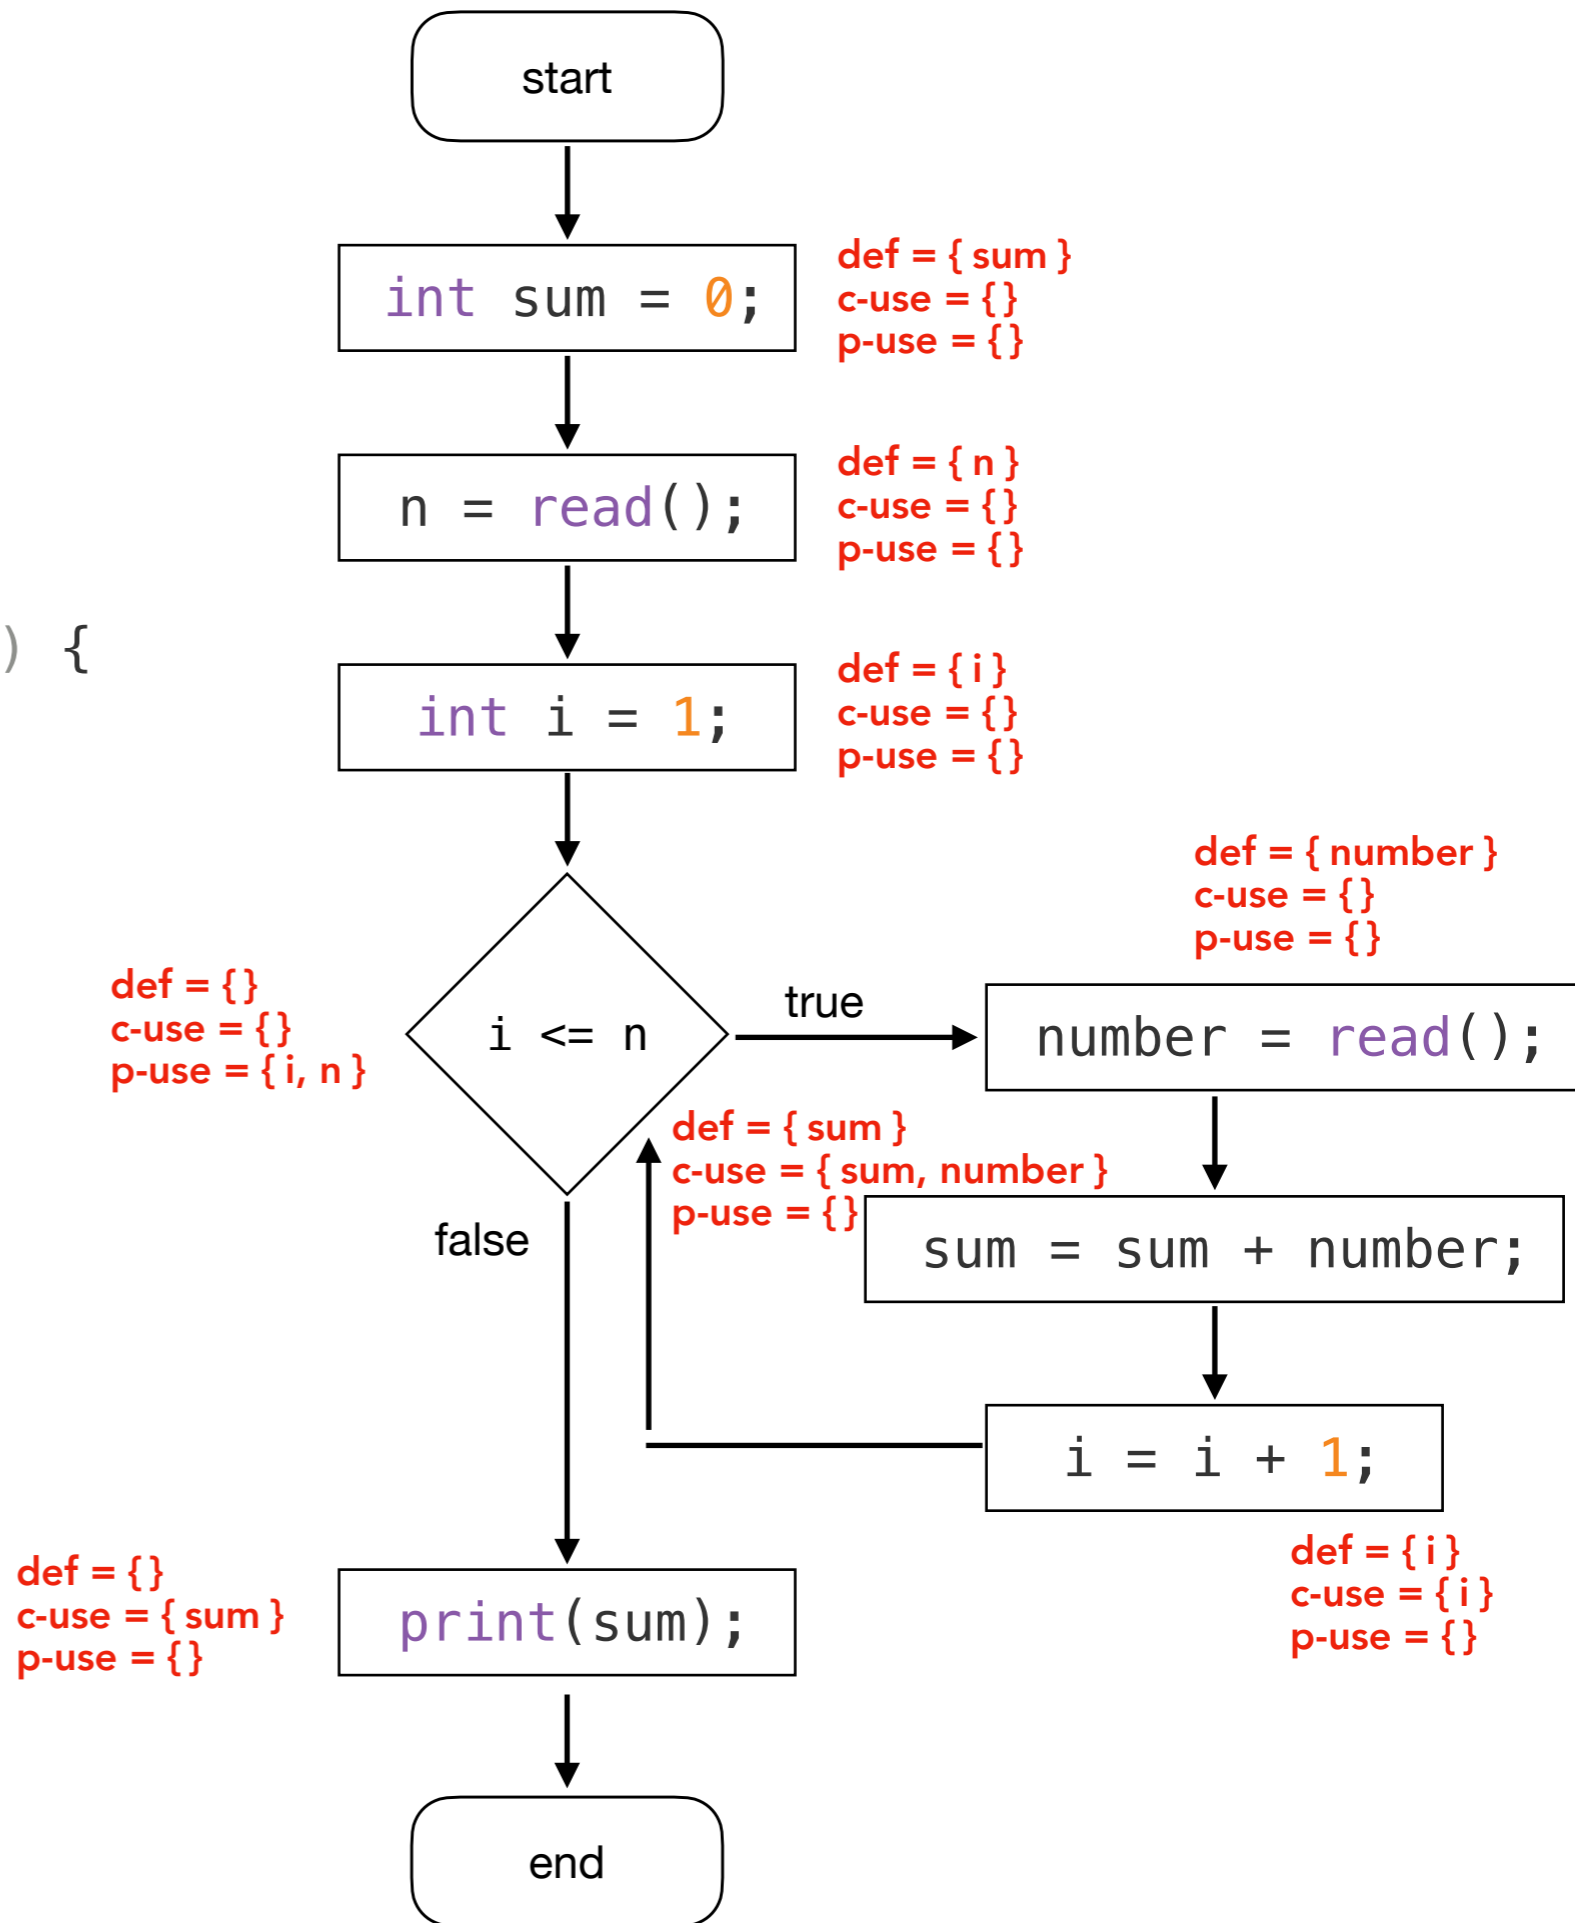 start
int sum = 0;
def = { sum }
c-use = {}
p-use = {}
n = read();
def = { n }
c-use = {}
p-use = {}
) {
int i = 1;
def = { i }
c-use = {}
p-use = {}
def = {}
c-use = {}
p-use = { i, n }
i <= n
true
def = { number }
c-use = {}
p-use = {}
number = read();
def = { sum }
c-use = { sum, number }
p-use = {}
sum = sum + number;
false
i = i + 1;
def = { i }
c-use = { i }
p-use = {}
def = {}
c-use = { sum }
p-use = {}
print(sum);
end